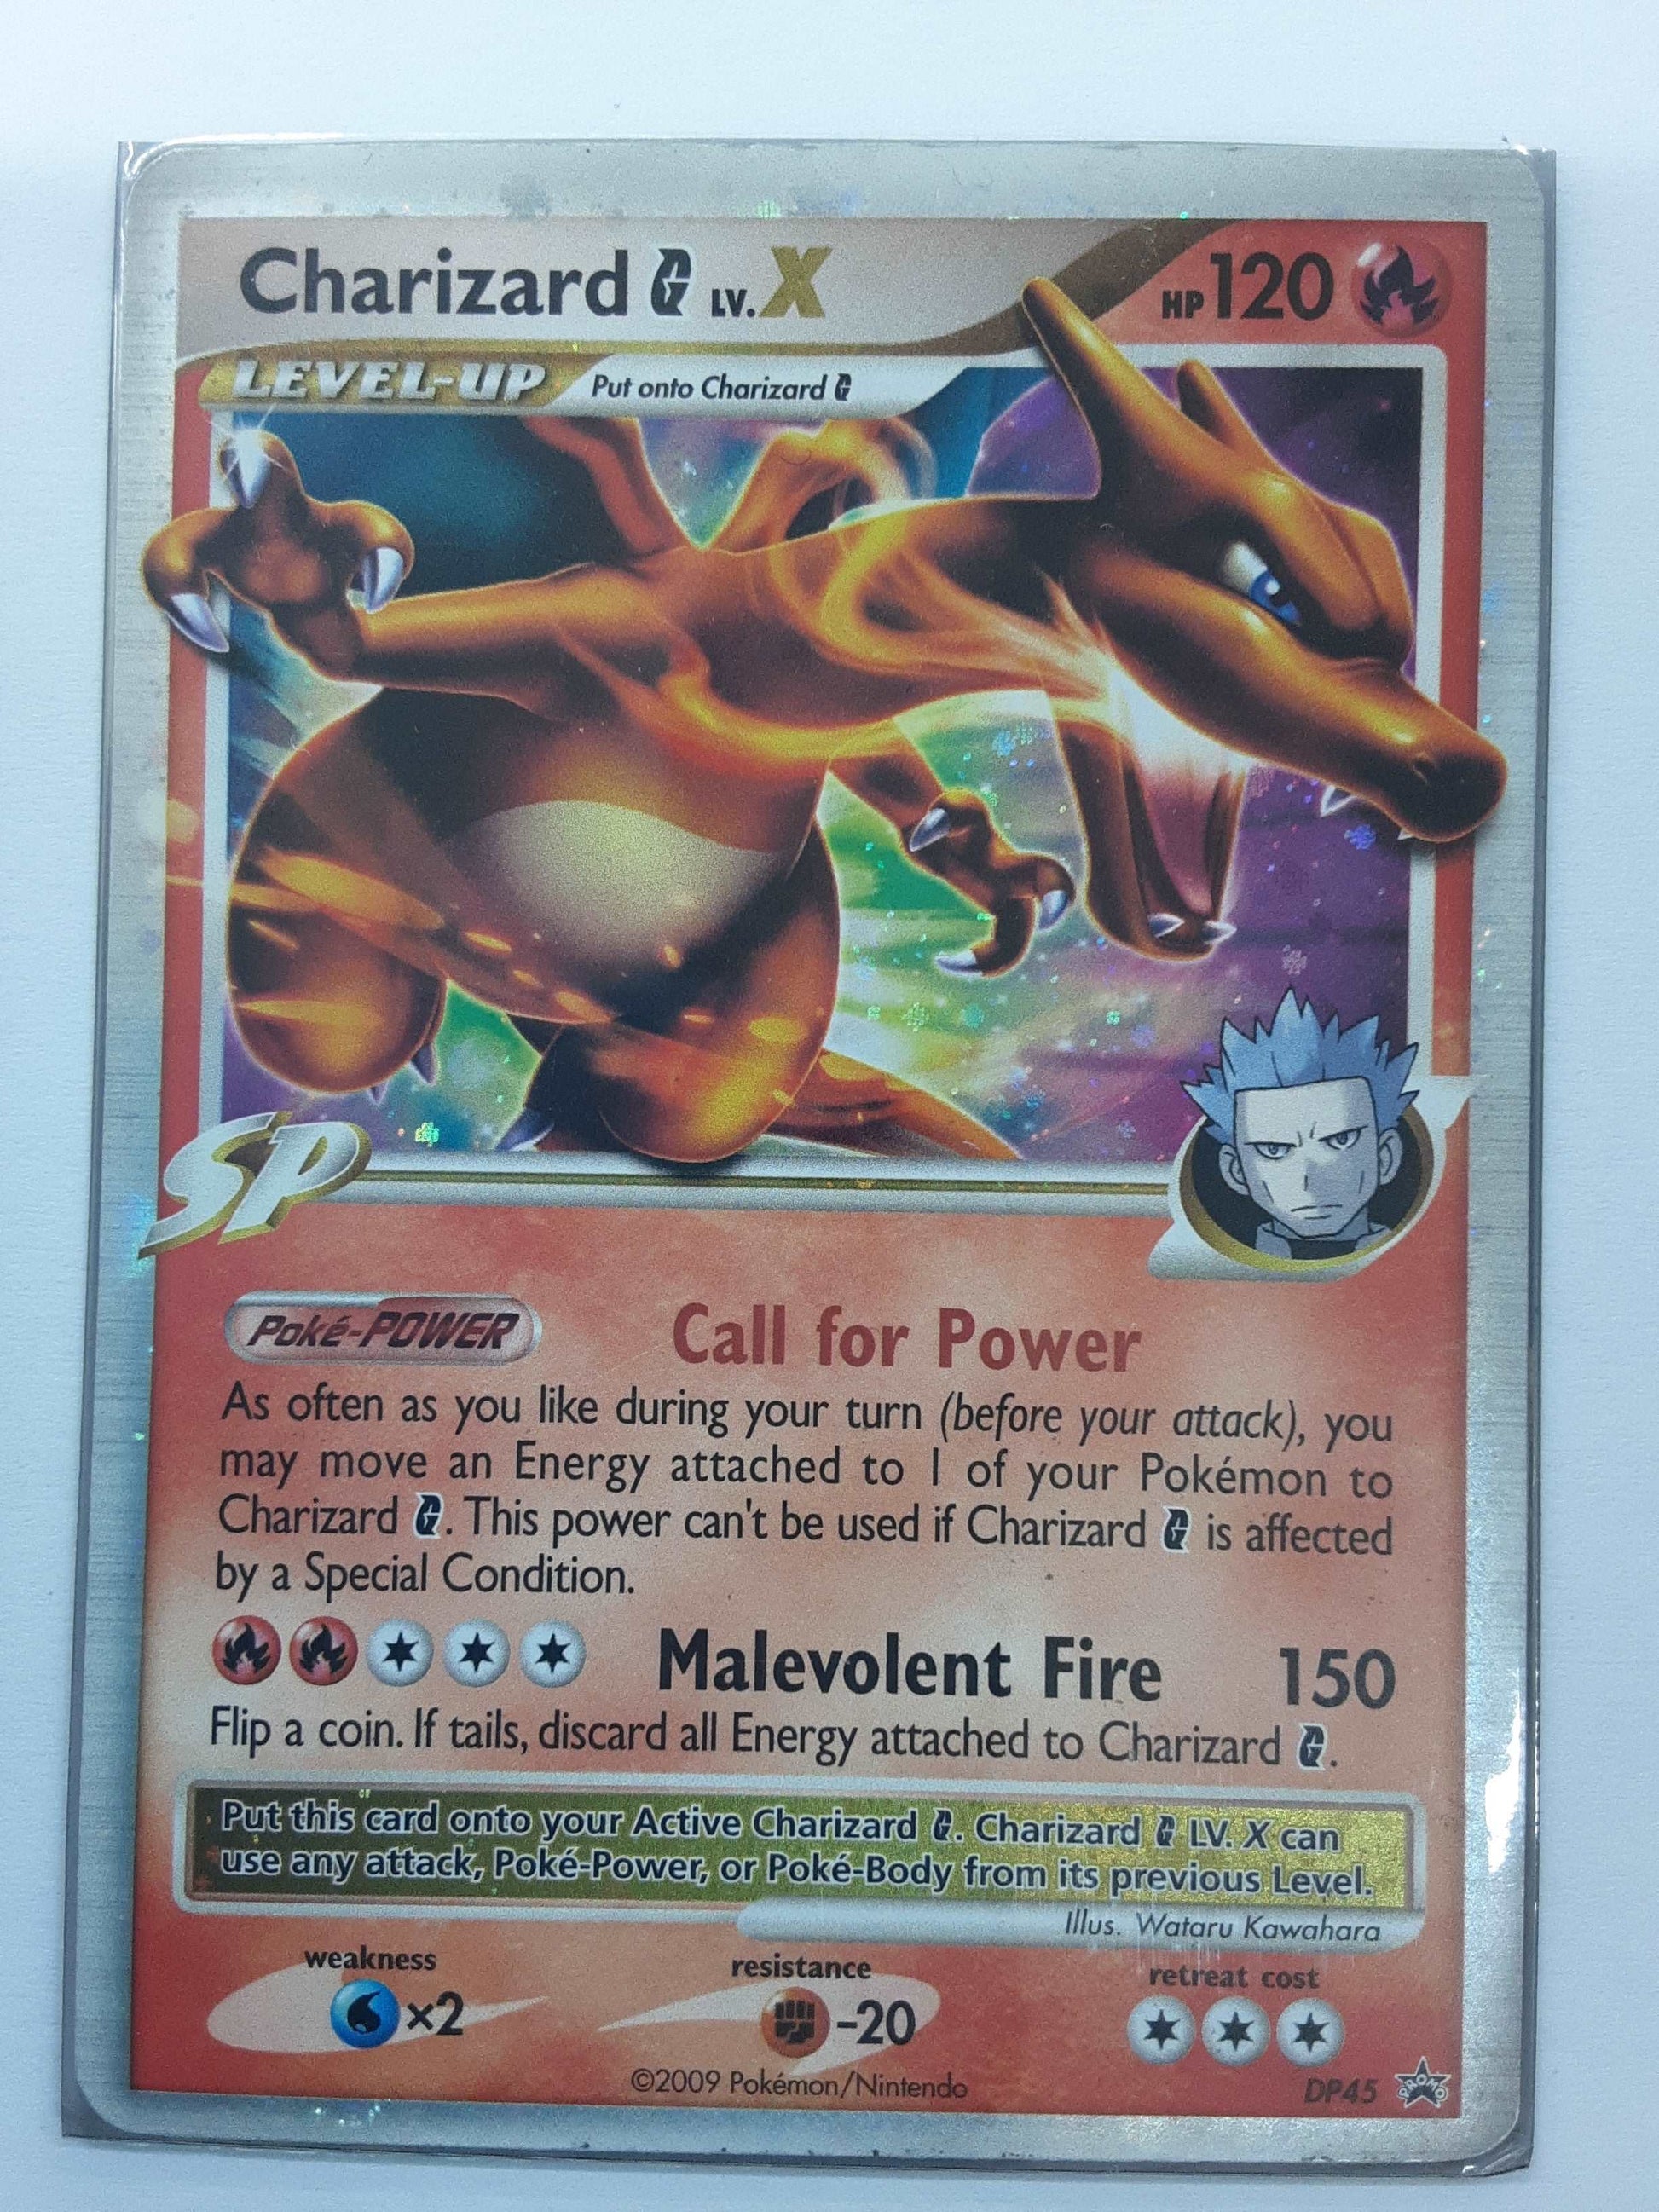 Charizard G LV.X HP 120
LEVEL-UP Put onto Charizard G
SP
Poké-POWER Call for Power
As often as you like during your turn (before your attack), you
may move an Energy attached to 1 of your Pokémon to
Charizard G. This power can't be used if Charizard G is affected
by a Special Condition.
Malevolent Fire 150
Flip a coin. If tails, discard all Energy attached to Charizard G.
Put this card onto your Active Charizard G. Charizard G LV. X can
use any attack, Poké-Power, or Poké-Body from its previous Level.
Illus. Wataru Kawahara
weakness resistance retreat cost
×2 -20
©2009 Pokémon/Nintendo DP45 PROMO